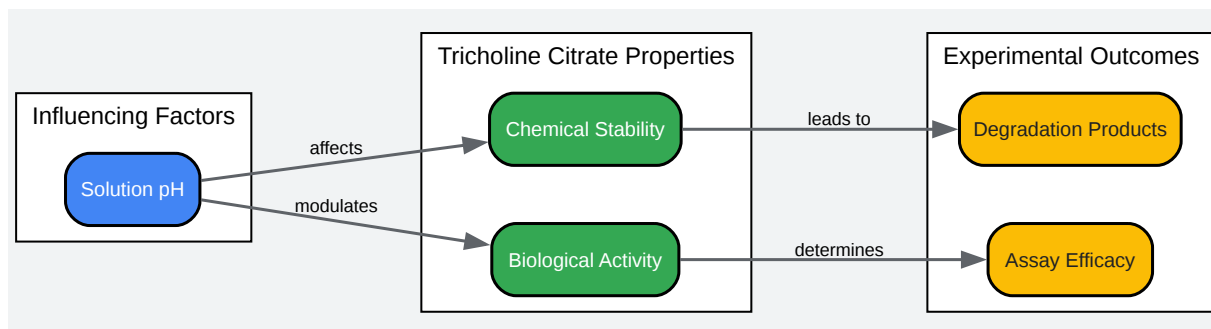 Influencing Factors
Solution pH
affects
modulates
Tricholine Citrate Properties
Chemical Stability
Biological Activity
leads to
determines
Experimental Outcomes
Degradation Products
Assay Efficacy